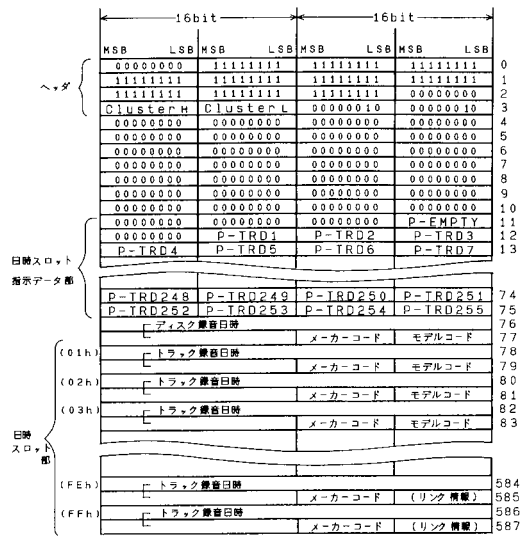 16bit 16bit
MSB LSB MSB LSB MSB LSB MSB LSB
ヘッダ
00000000 11111111 11111111 11111111 0
11111111 11111111 11111111 11111111 1
11111111 11111111 11111111 00000000 2
Cluster H Cluster L 00000010 00000010 3
00000000 00000000 00000000 00000000 4
00000000 00000000 00000000 00000000 5
00000000 00000000 00000000 00000000 6
00000000 00000000 00000000 00000000 7
00000000 00000000 00000000 00000000 8
00000000 00000000 00000000 00000000 9
00000000 00000000 00000000 00000000 10
00000000 00000000 00000000 P-EMPTY 11
00000000 P-TRD1 P-TRD2 P-TRD3 12
P-TRD4 P-TRD5 P-TRD6 P-TRD7 13
日時スロット
指示データ部
P-TRD248 P-TRD249 P-TRD250 P-TRD251 74
P-TRD252 P-TRD253 P-TRD254 P-TRD255 75
ディスク録音日時 76
メーカーコード モデルコード 77
(01h) トラック録音日時 78
メーカーコード モデルコード 79
(02h) トラック録音日時 80
メーカーコード モデルコード 81
(03h) トラック録音日時 82
メーカーコード モデルコード 83
日時
スロット
部
(FEh) トラック録音日時 584
メーカーコード (リンク情報) 585
(FFh) トラック録音日時 586
メーカーコード (リンク情報) 587